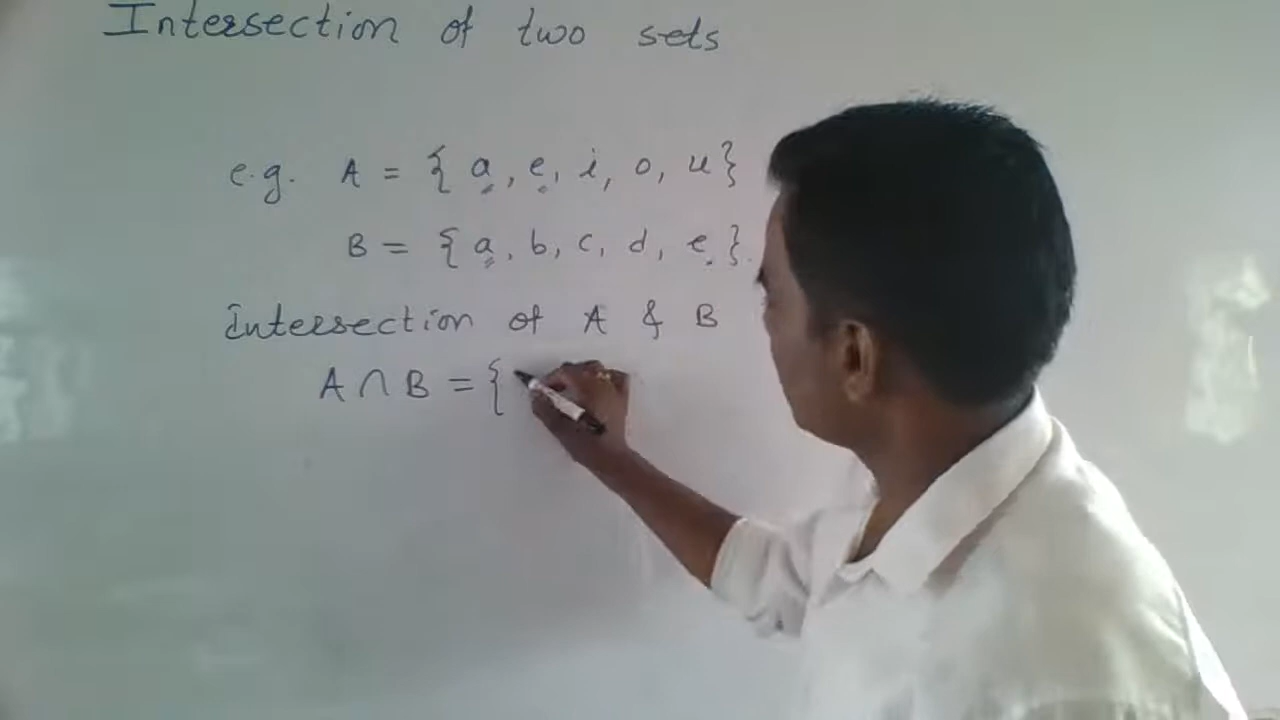 Intersection of two sets
e.g. A = { a, e, i, o, u}
B = { a, b, c, d, e }.
Intersection of A & B
A ∩ B = {